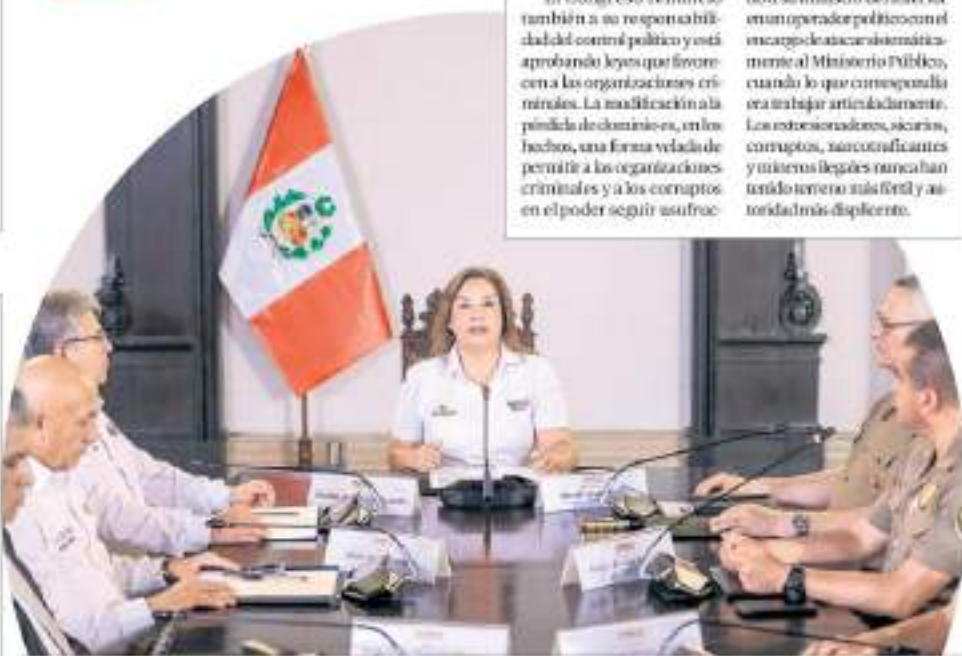 también a su responsabili-
dad del control político y está
aprobando leyes que favore-
cen a las organizaciones cri-
minales. La modificación a la
pérdida de dominio es, en los
hechos, una forma velada de
permitir a las organizaciones
criminales y a los corruptos
en el poder seguir usufruc-
en un operador político con el
encargo de atacar sistemática-
mente al Ministerio Público,
cuando lo que correspondía
era trabajar articuladamente.
Los extorsionadores, sicarios,
corruptos, narcotraficantes
y mineros ilegales nunca han
tenido terreno más fértil y au-
toridad más displicente.